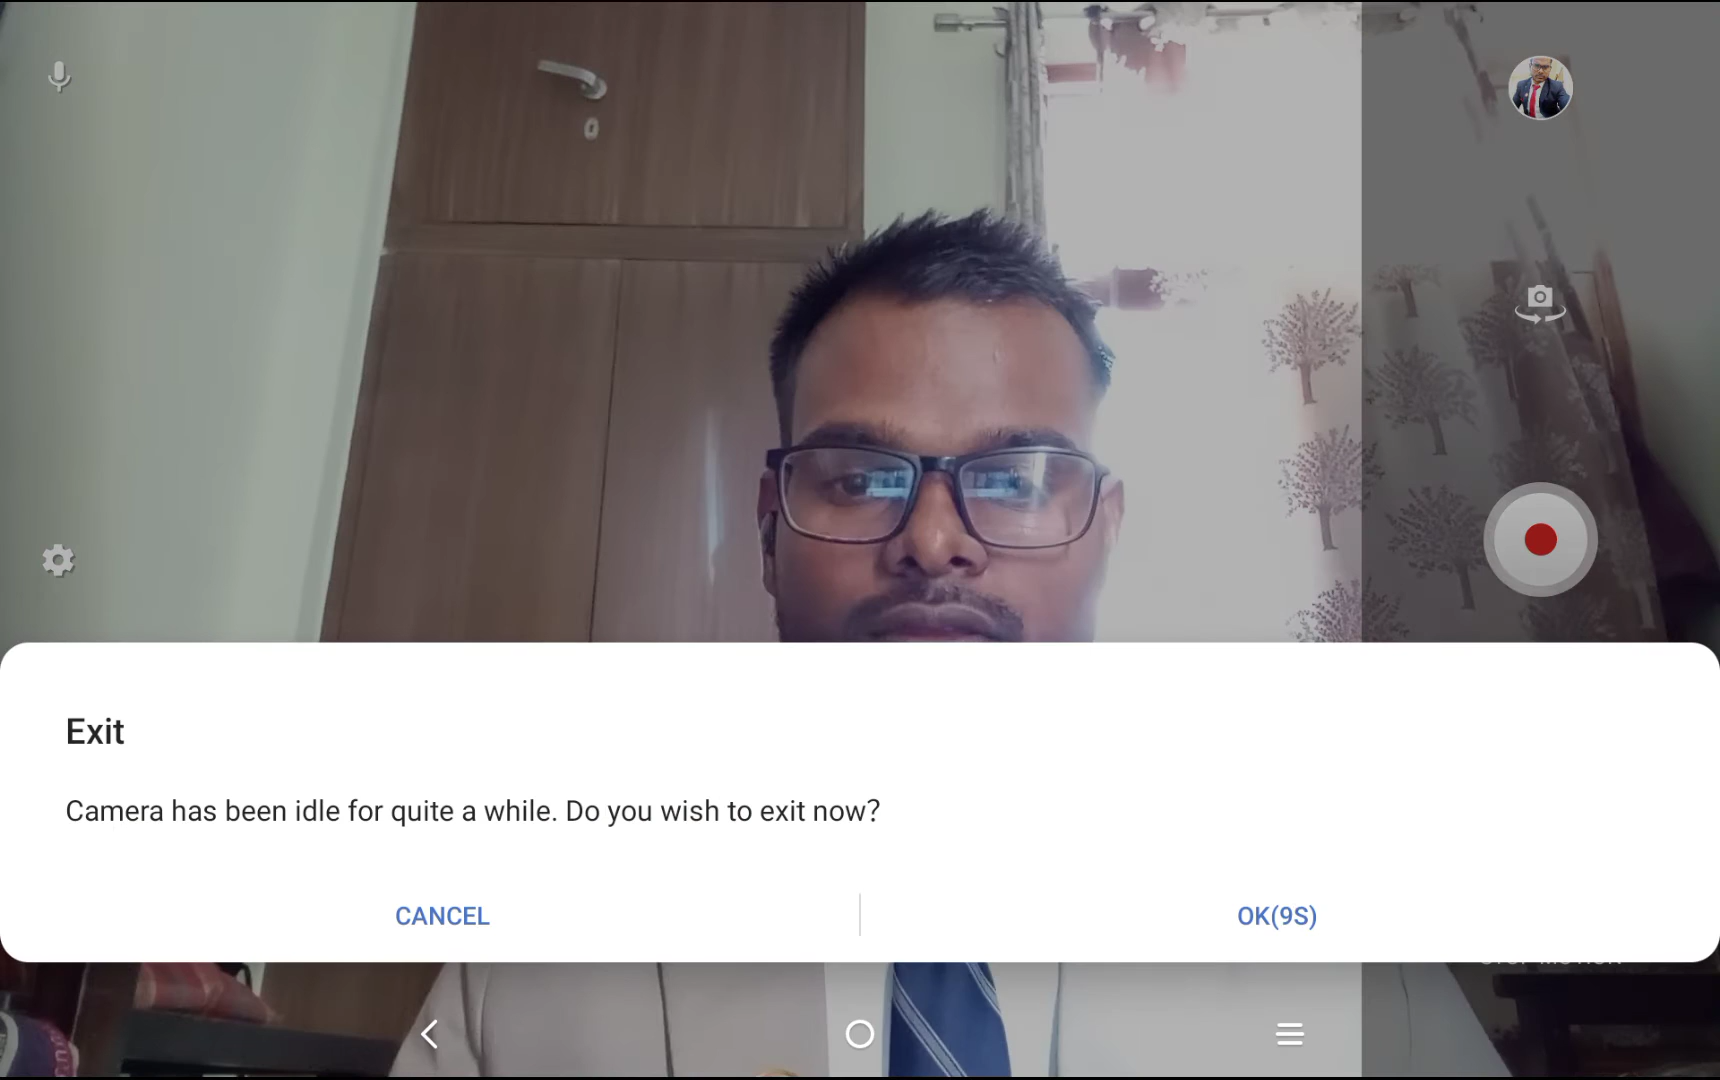 Exit
Camera has been idle for quite a while. Do you wish to exit now?
CANCEL
OK(9S)